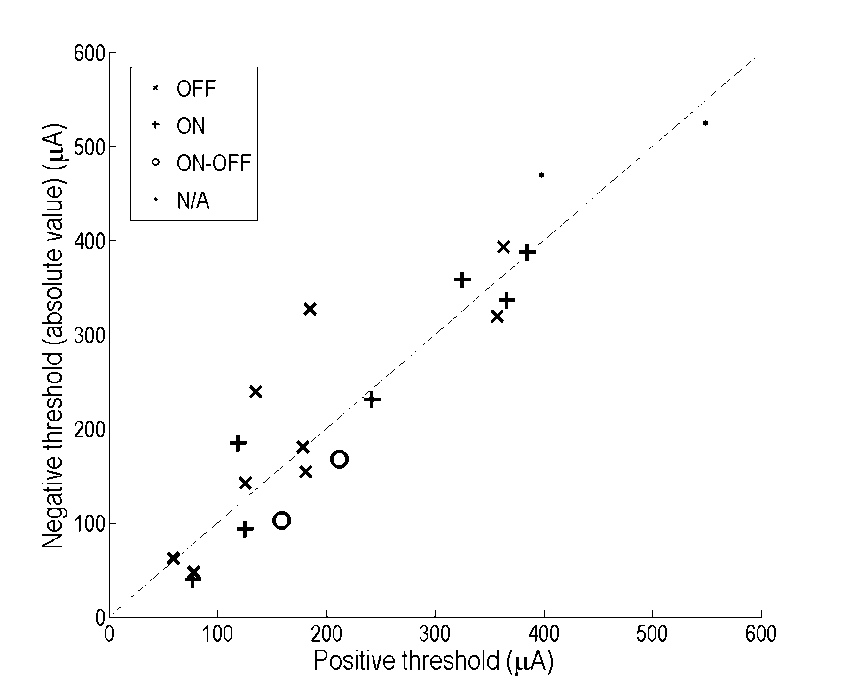 600
500
400
300
200
100
0
Negative threshold (absolute value) (μA)
OFF
ON
ON-OFF
N/A
0 100 200 300 400 500 600
Positive threshold (μA)